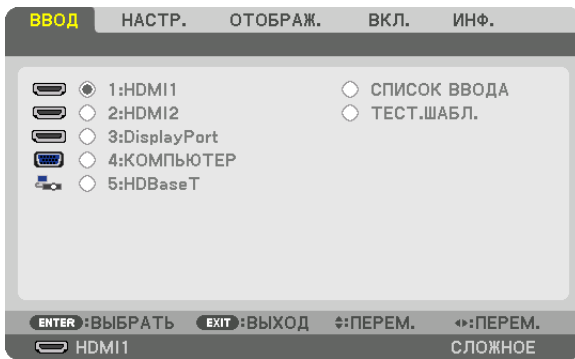 ВВОД НАСТР. ОТОБРАЖ. ВКЛ. ИНФ.
1:HDMI1 СПИСОК ВВОДА
2:HDMI2 ТЕСТ.ШАБЛ.
3:DisplayPort
4:КОМПЬЮТЕР
5:HDBaseT
ENTER:ВЫБРАТЬ EXIT:ВЫХОД :ПЕРЕМ. :ПЕРЕМ.
HDMI1 СЛОЖНОЕ